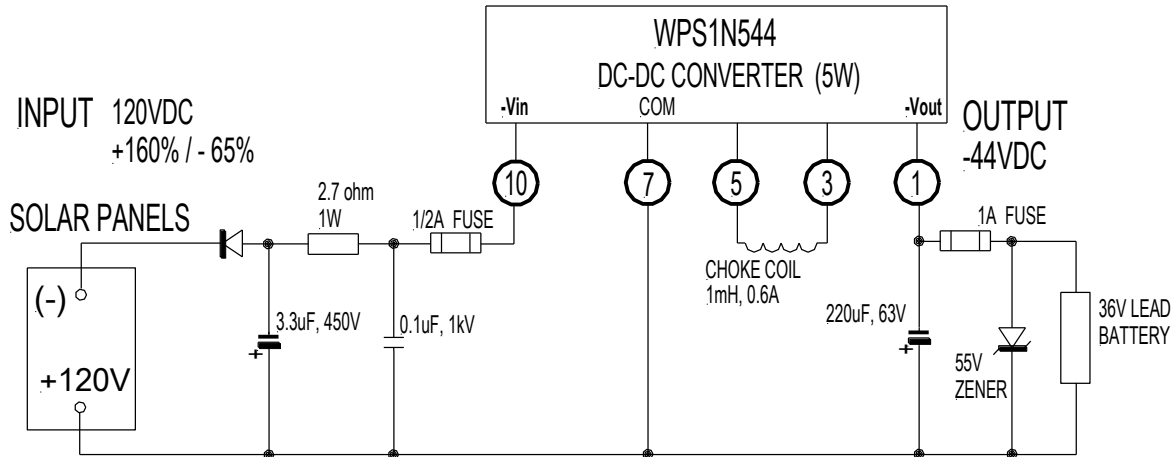 WPS1N544
DC-DC CONVERTER (5W)
-Vin
COM
-Vout
INPUT 120VDC
+160% / - 65%
OUTPUT
-44VDC
10
7
5
3
1
SOLAR PANELS
2.7 ohm
1W
1/2A FUSE
1A FUSE
CHOKE COIL
1mH, 0.6A
(-)
+120V
3.3uF, 450V
+
0.1uF, 1kV
220uF, 63V
+
55V
ZENER
36V LEAD
BATTERY